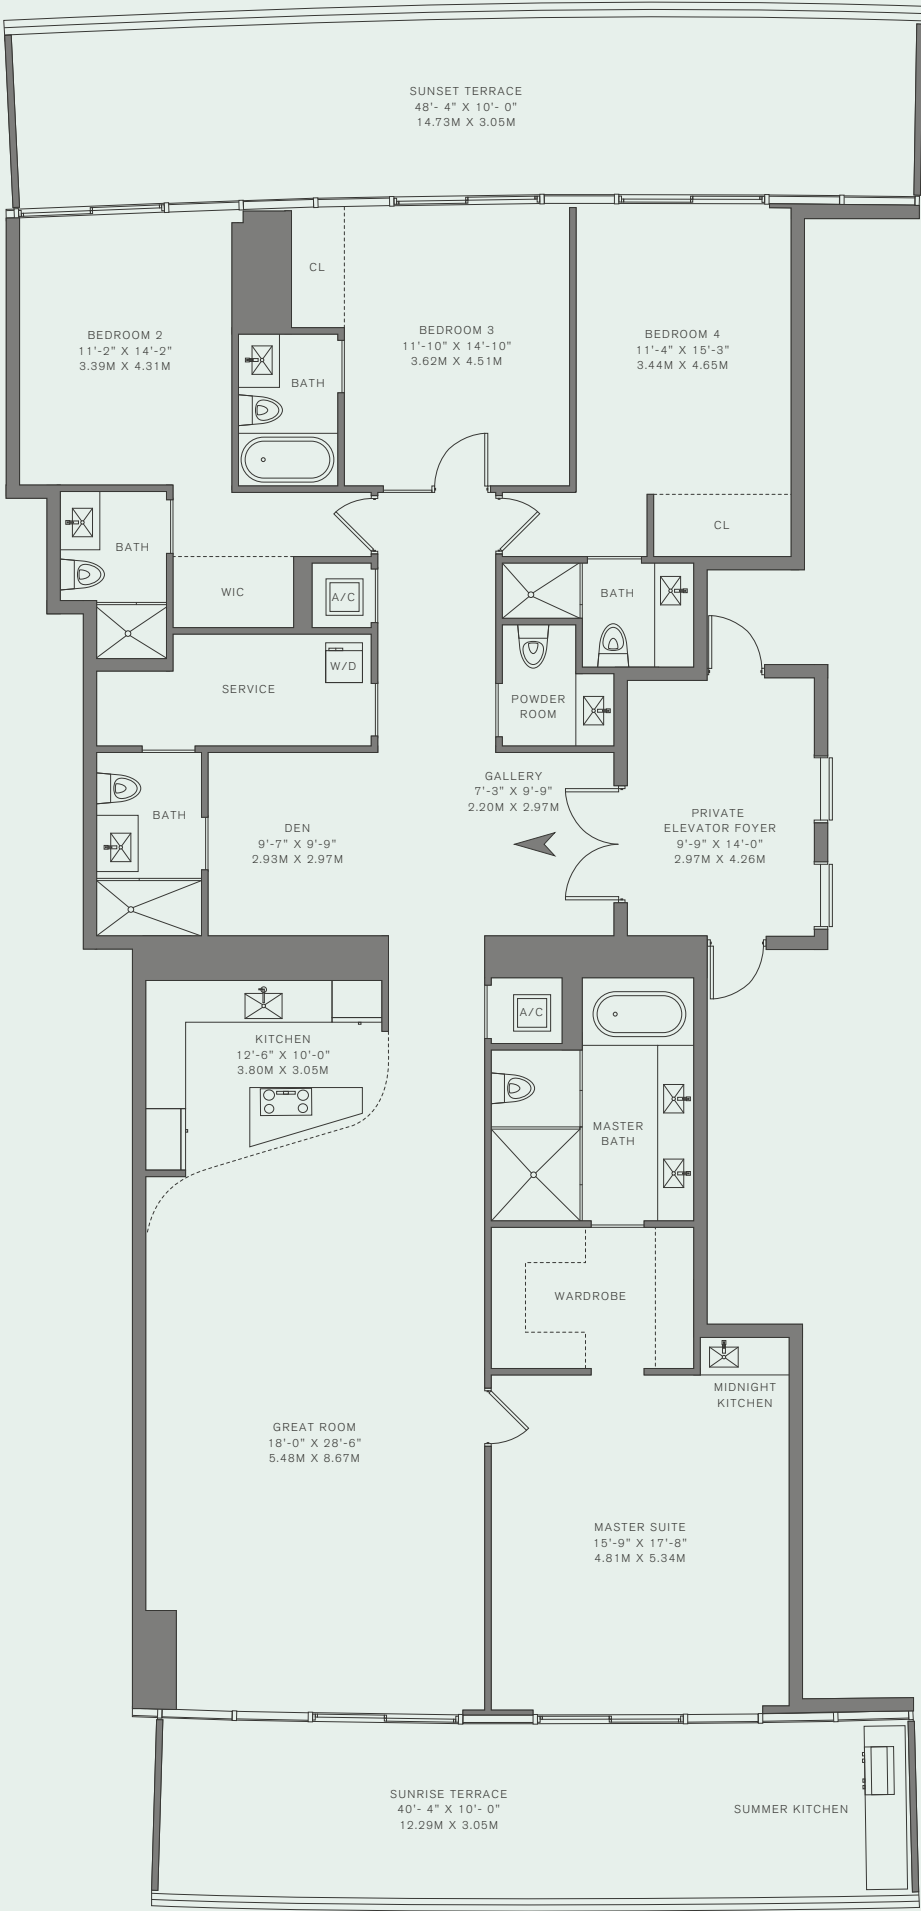 SUNSET TERRACE
48'- 4" X 10'- 0"
14.73M X 3.05M
CL
BEDROOM 2
11'-2" X 14'-2"
3.39M X 4.31M
BEDROOM 3
11'-10" X 14'-10"
3.62M X 4.51M
BEDROOM 4
11'-4" X 15'-3"
3.44M X 4.65M
BATH
CL
BATH
WIC
A/C
BATH
W/D
SERVICE
POWDER
ROOM
GALLERY
7'-3" X 9'-9"
2.20M X 2.97M
BATH
DEN
9'-7" X 9'-9"
2.93M X 2.97M
PRIVATE
ELEVATOR FOYER
9'-9" X 14'-0"
2.97M X 4.26M
A/C
KITCHEN
12'-6" X 10'-0"
3.80M X 3.05M
MASTER
BATH
WARDROBE
MIDNIGHT
KITCHEN
GREAT ROOM
18'-0" X 28'-6"
5.48M X 8.67M
MASTER SUITE
15'-9" X 17'-8"
4.81M X 5.34M
SUNRISE TERRACE
40'- 4" X 10'- 0"
12.29M X 3.05M
SUMMER KITCHEN